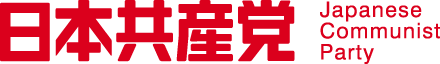 日本共産党
Japanese
Communist
Party